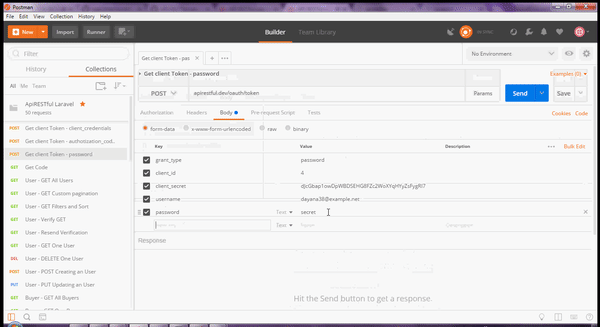 Postman
File Edit View Collection History Help
New Import Runner Builder Team Library
Filter
History Collections
All Me Team
ApiRESTful Laravel
50 requests
POST Get client Token - client_credentials
POST Get client Token - authorization_cod..
POST Get client Token - password
GET Get Code
GET User - GET All Users
GET User - GET Custom pagination
GET User - GET Filters and Sort
GET User - Verify GET
GET User - Resend Verification
GET User - GET One User
DEL User - DELETE One User
POST User - POST Creating an User
PUT User - PUT Updating an User
GET Buyer - GET All Buyers
Get client Token - pas
No Environment
Get client Token - password Examples (0)
POST apirestful.dev/oauth/token Params Send Save
Authorization Headers Body Pre-request Script Tests Cookies Code
form-data x-www-form-urlencoded raw binary
Key Value Description Bulk Edit
grant_type password
client_id 4
client_secret
username dayana38@example.net
password Text secret
Text
Response
Hit the Send button to get a response.